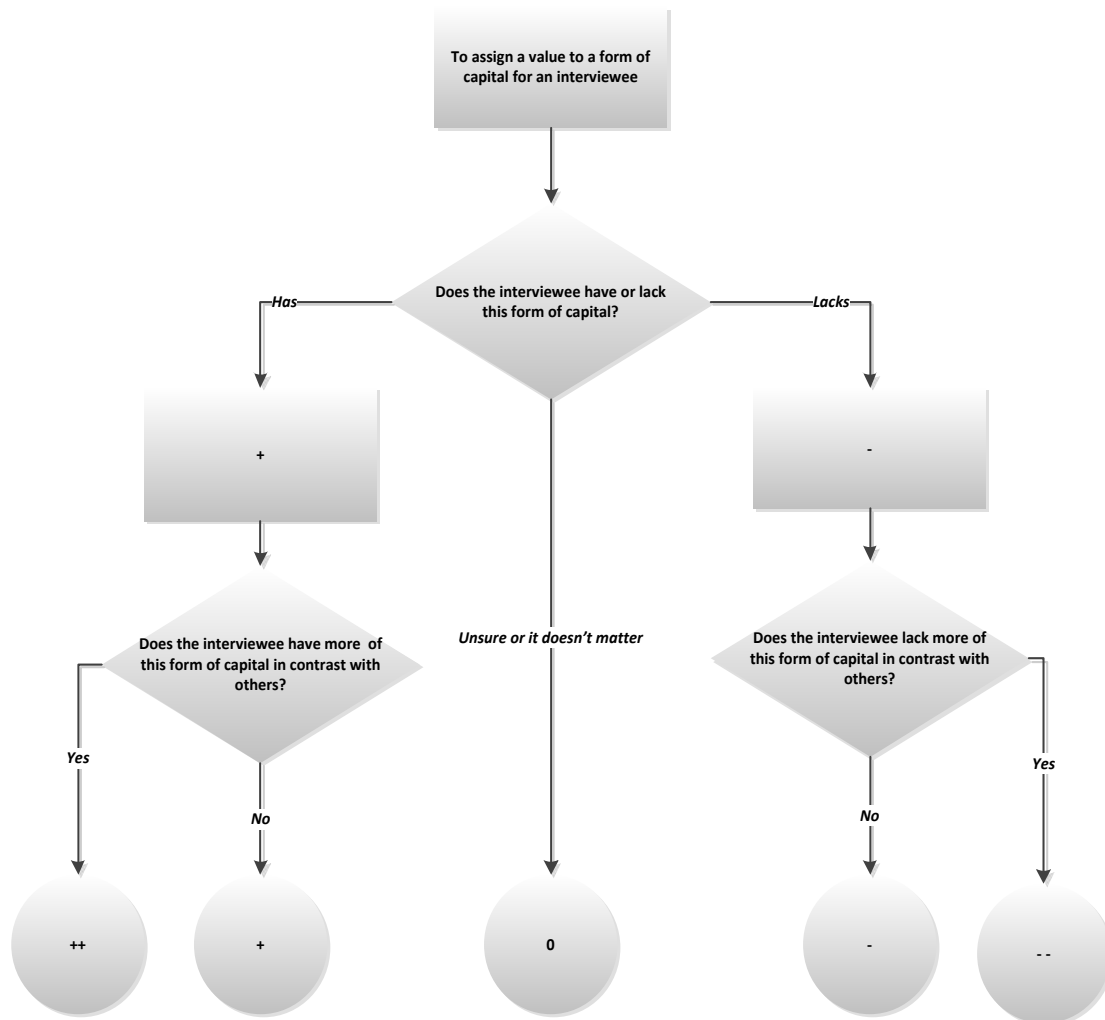 To assign a value to a form of
capital for an interviewee
Does the interviewee have or lack
this form of capital?
Has
Lacks
+
-
Unsure or it doesn't matter
Does the interviewee have more  of
this form of capital in contrast with
others?
Does the interviewee lack more of
this form of capital in contrast with
others?
Yes
No
No
Yes
++
+
0
-
- -